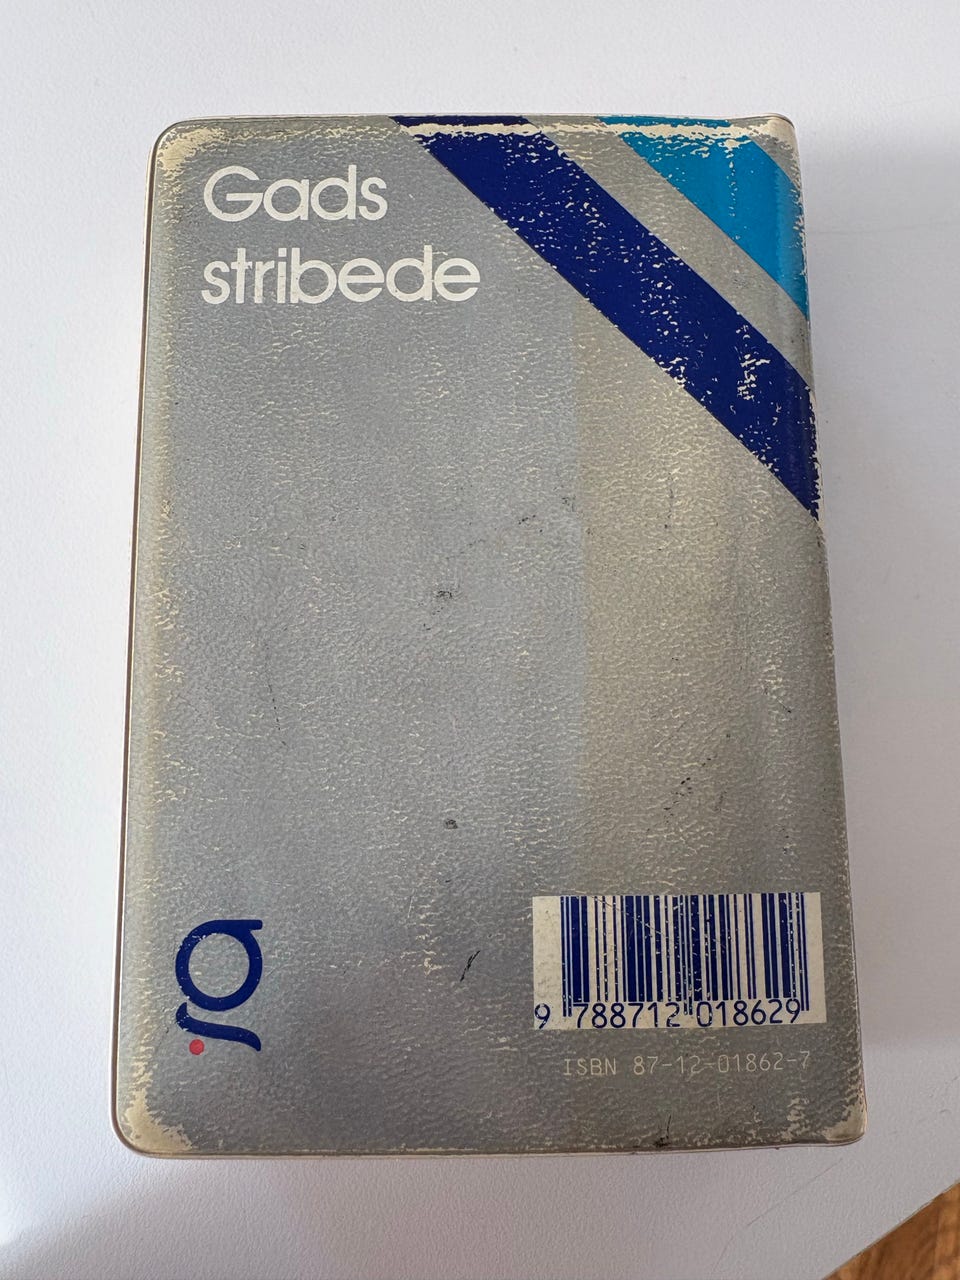 Gads
stribede
9 788712 018629
ISBN 87-12-01862-7